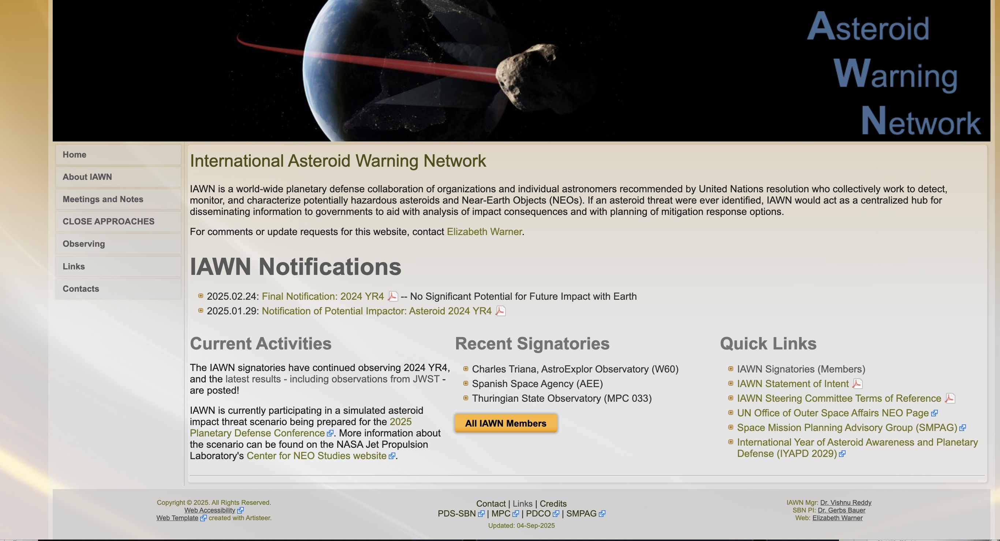 Asteroid
Warning
Network
Home
About IAWN
Meetings and Notes
CLOSE APPROACHES
Observing
Links
Contacts
International Asteroid Warning Network
IAWN is a world-wide planetary defense collaboration of organizations and individual astronomers recommended by United Nations resolution who collectively work to detect,
monitor, and characterize potentially hazardous asteroids and Near-Earth Objects (NEOs). If an asteroid threat were ever identified, IAWN would act as a centralized hub for
disseminating information to governments to aid with analysis of impact consequences and with planning of mitigation response options.
For comments or update requests for this website, contact Elizabeth Warner.
IAWN Notifications
2025.02.24: Final Notification: 2024 YR4 -- No Significant Potential for Future Impact with Earth
2025.01.29: Notification of Potential Impactor: Asteroid 2024 YR4
Current Activities
The IAWN signatories have continued observing 2024 YR4,
and the latest results - including observations from JWST -
are posted!
IAWN is currently participating in a simulated asteroid
impact threat scenario being prepared for the 2025
Planetary Defense Conference. More information about
the scenario can be found on the NASA Jet Propulsion
Laboratory's Center for NEO Studies website.
Recent Signatories
Charles Triana, AstroExplor Observatory (W60)
Spanish Space Agency (AEE)
Thuringian State Observatory (MPC 033)
All IAWN Members
Quick Links
IAWN Signatories (Members)
IAWN Statement of Intent
IAWN Steering Committee Terms of Reference
UN Office of Outer Space Affairs NEO Page
Space Mission Planning Advisory Group (SMPAG)
International Year of Asteroid Awareness and Planetary
Defense (IYAPD 2029)
Copyright © 2025. All Rights Reserved.
Web Accessibility
Web Template created with Artisteer.
Contact | Links | Credits
PDS-SBN | MPC | PDCO | SMPAG
Updated: 04-Sep-2025
IAWN Mgr: Dr. Vishnu Reddy
SBN PI: Dr. Gerbs Bauer
Web: Elizabeth Warner